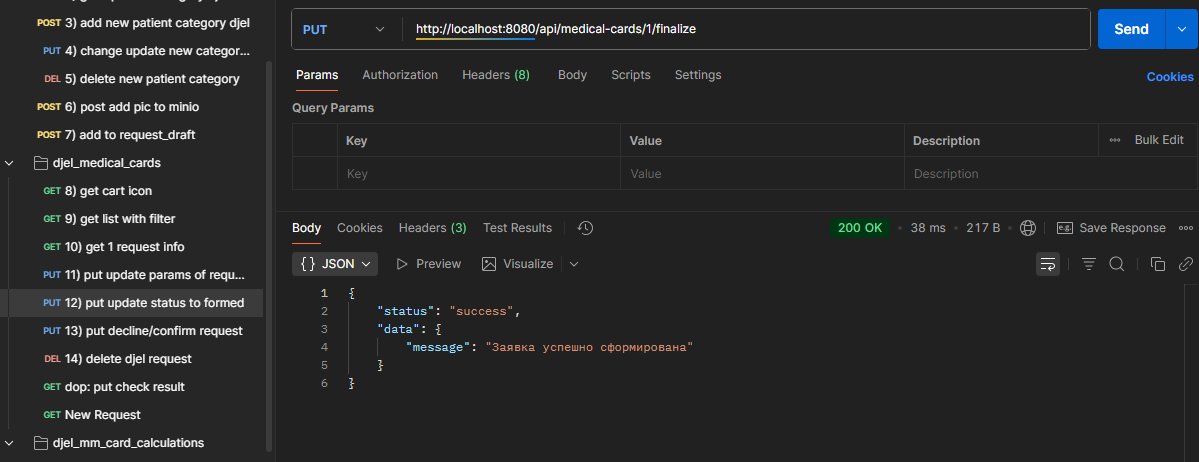 POST 3) add new patient category djel
PUT 4) change update new categor...
DEL 5) delete new patient category
POST 6) post add pic to minio
POST 7) add to request_draft
djel_medical_cards
GET 8) get cart icon
GET 9) get list with filter
GET 10) get 1 request info
PUT 11) put update params of requ...
PUT 12) put update status to formed
PUT 13) put decline/confirm request
DEL 14) delete djel request
GET dop: put check result
GET New Request
djel_mm_card_calculations
PUT http://localhost:8080/api/medical-cards/1/finalize Send
Params Authorization Headers (8) Body Scripts Settings Cookies
Query Params
Key Value Description ••• Bulk Edit
Key Value Description
Body Cookies Headers (3) Test Results 200 OK • 38 ms • 217 B e.g. Save Response •••
{ } JSON Preview Visualize
1 {
2 "status": "success",
3 "data": {
4 "message": "Заявка успешно сформирована"
5 }
6 }